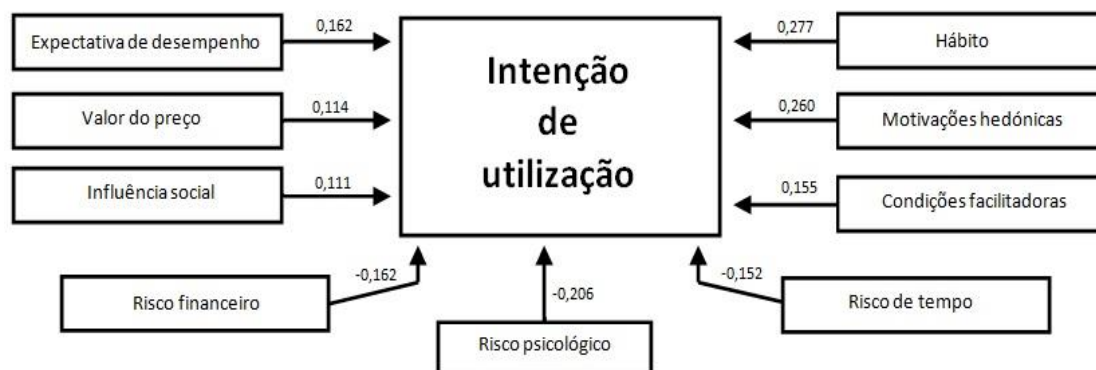 Expectativa de desempenho
0,162
Valor do preço
0,114
Influência social
0,111
Intenção
de
utilização
0,277
Hábito
0,260
Motivações hedónicas
0,155
Condições facilitadoras
Risco financeiro
-0,162
-0,206
Risco psicológico
-0,152
Risco de tempo